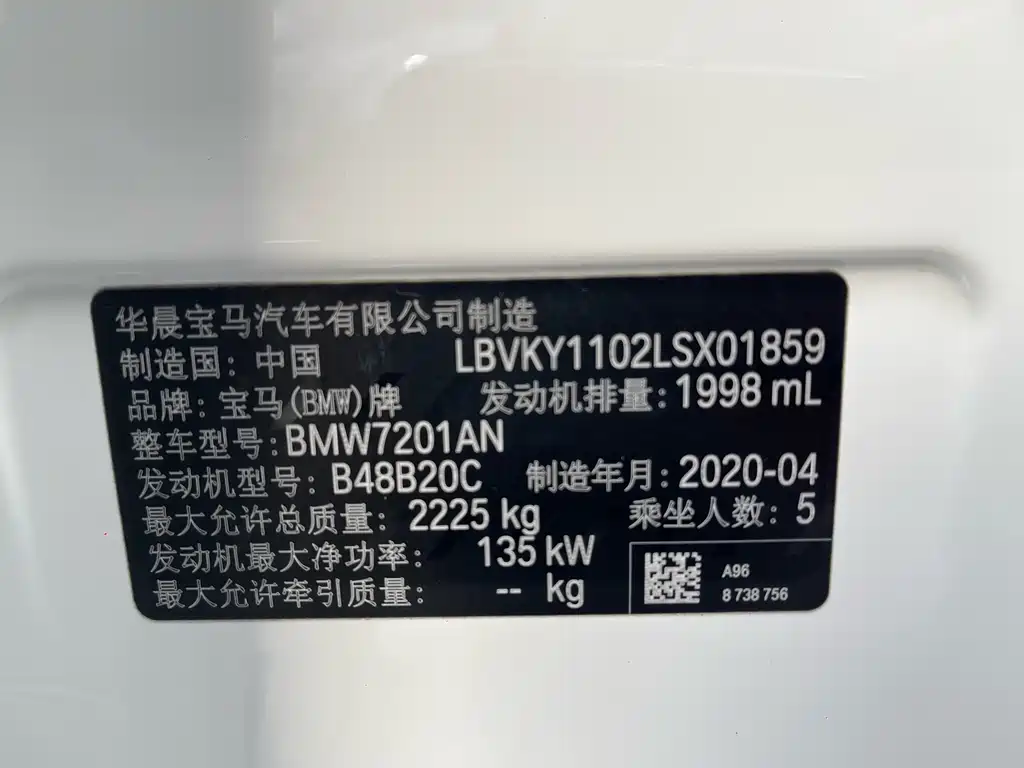 华晨宝马汽车有限公司制造
制造国：中国 LBVKY1102LSX01859
品牌：宝马(BMW)牌 发动机排量：1998 mL
整车型号：BMW7201AN
发动机型号：B48B20C 制造年月：2020-04
最大允许总质量：2225 kg 乘坐人数：5
发动机最大净功率：135 kW
最大允许牵引质量：-- kg
A96
8 738 756